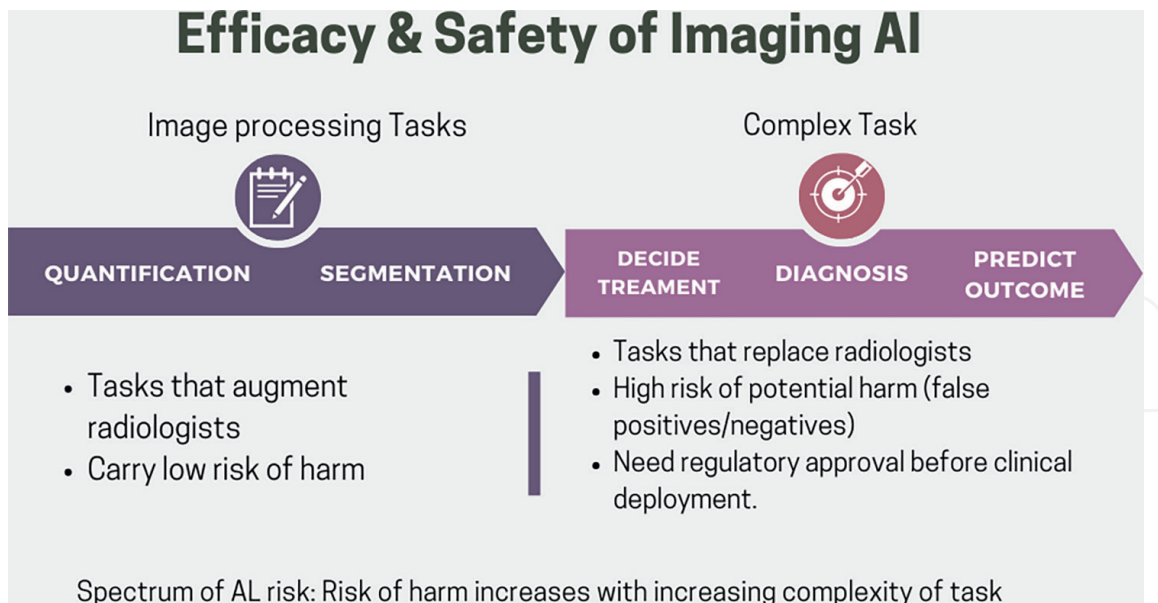 Efficacy & Safety of Imaging AI
Image processing Tasks
Complex Task
QUANTIFICATION
SEGMENTATION
DECIDE
TREAMENT
DIAGNOSIS
PREDICT
OUTCOME
• Tasks that augment
radiologists
• Carry low risk of harm
• Tasks that replace radiologists
• High risk of potential harm (false
positives/negatives)
• Need regulatory approval before clinical
deployment.
Spectrum of AL risk: Risk of harm increases with increasing complexity of task